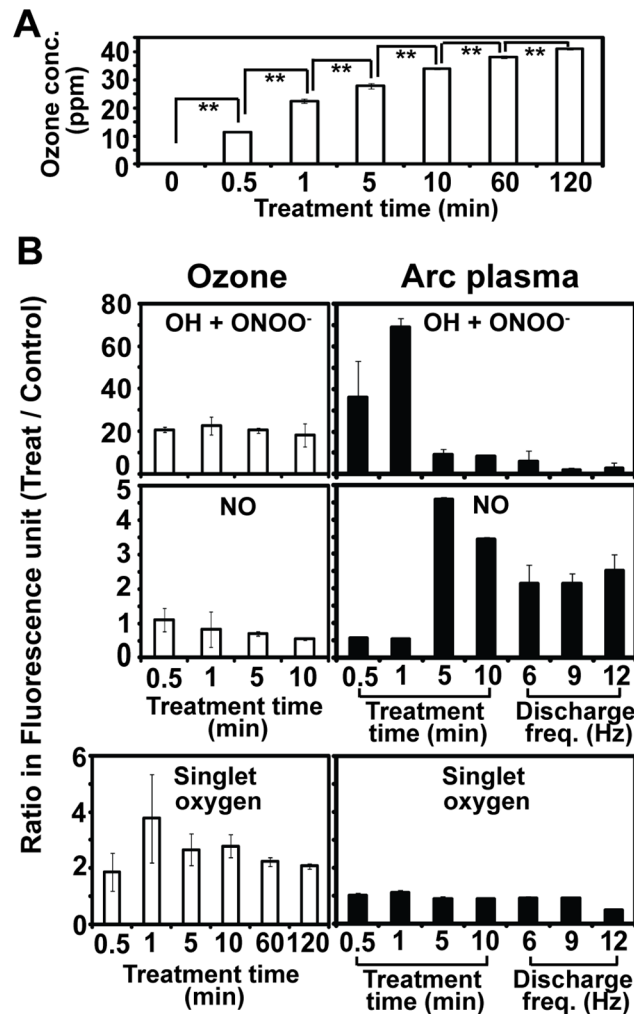 A
Ozone conc.
(ppm)
40
30
20
10
0
** ** ** ** ** **
0 0.5 1 5 10 60 120
Treatment time (min)
B
Ratio in Fluorescence unit (Treat / Control)
Ozone Arc plasma
80
60
40
20
0
OH + ONOO⁻ OH + ONOO⁻
5
4
3
2
1
0
NO NO
0.5 1 5 10 0.5 1 5 10 6 9 12
Treatment time
(min)
Treatment
time (min)
Discharge
freq. (Hz)
6
4
2
0
Singlet
oxygen
Singlet
oxygen
0.5 1 5 10 60 120 0.5 1 5 10 6 9 12
Treatment time
(min)
Treatment
time (min)
Discharge
freq. (Hz)